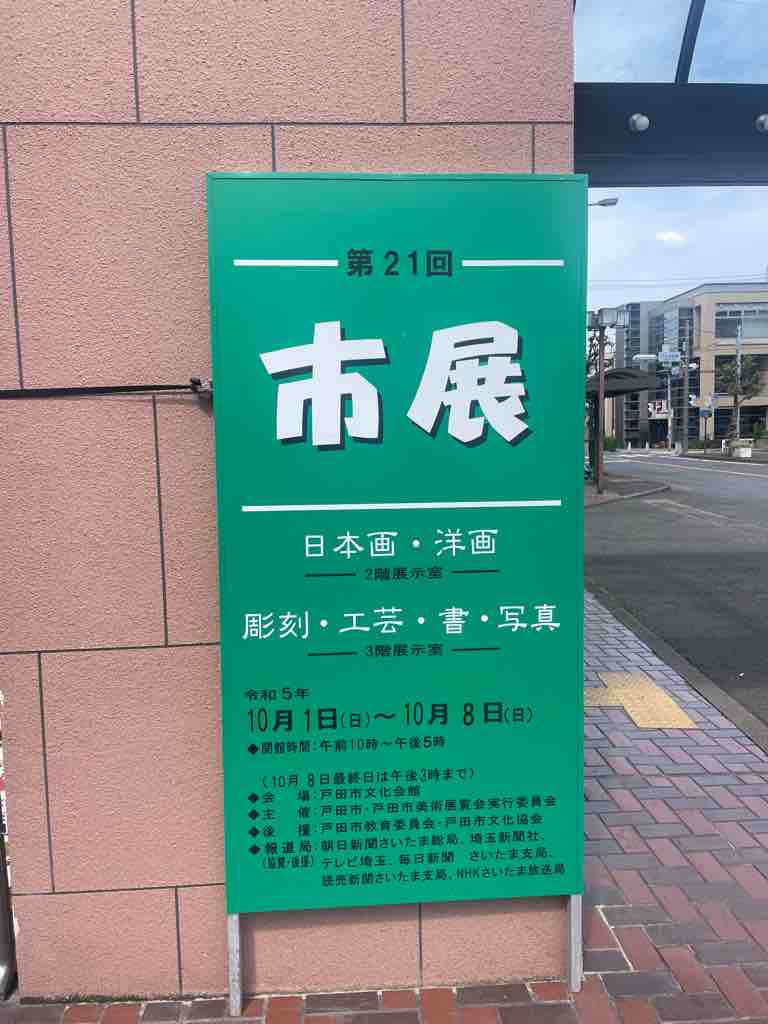 第21回
市展
日本画・洋画
2階展示室
彫刻・工芸・書・写真
3階展示室
令和5年
10月1日(日)～10月8日(日)
◆開館時間：午前10時～午後5時
(10月8日最終日は午後3時まで)
◆会　場：戸田市文化会館
◆主　催：戸田市・戸田市美術展覧会実行委員会
◆後　援：戸田市教育委員会・戸田市文化協会
◆報道局：朝日新聞さいたま総局、埼玉新聞社、
(協賛・後援) テレビ埼玉、毎日新聞　さいたま支局、
読売新聞さいたま支局、NHKさいたま放送局